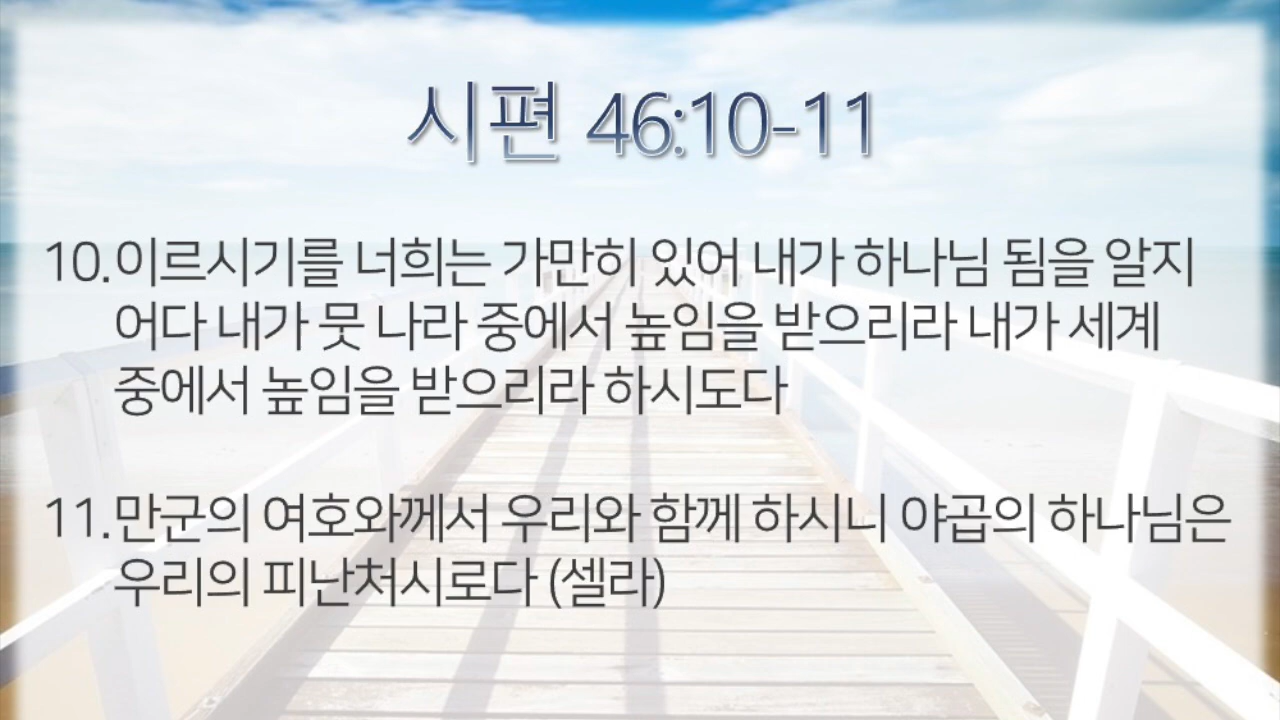 시편 46:10-11
10. 이르시기를 너희는 가만히 있어 내가 하나님 됨을 알지
어다 내가 뭇 나라 중에서 높임을 받으리라 내가 세계
중에서 높임을 받으리라 하시도다
11. 만군의 여호와께서 우리와 함께 하시니 야곱의 하나님은
우리의 피난처시로다 (셀라)